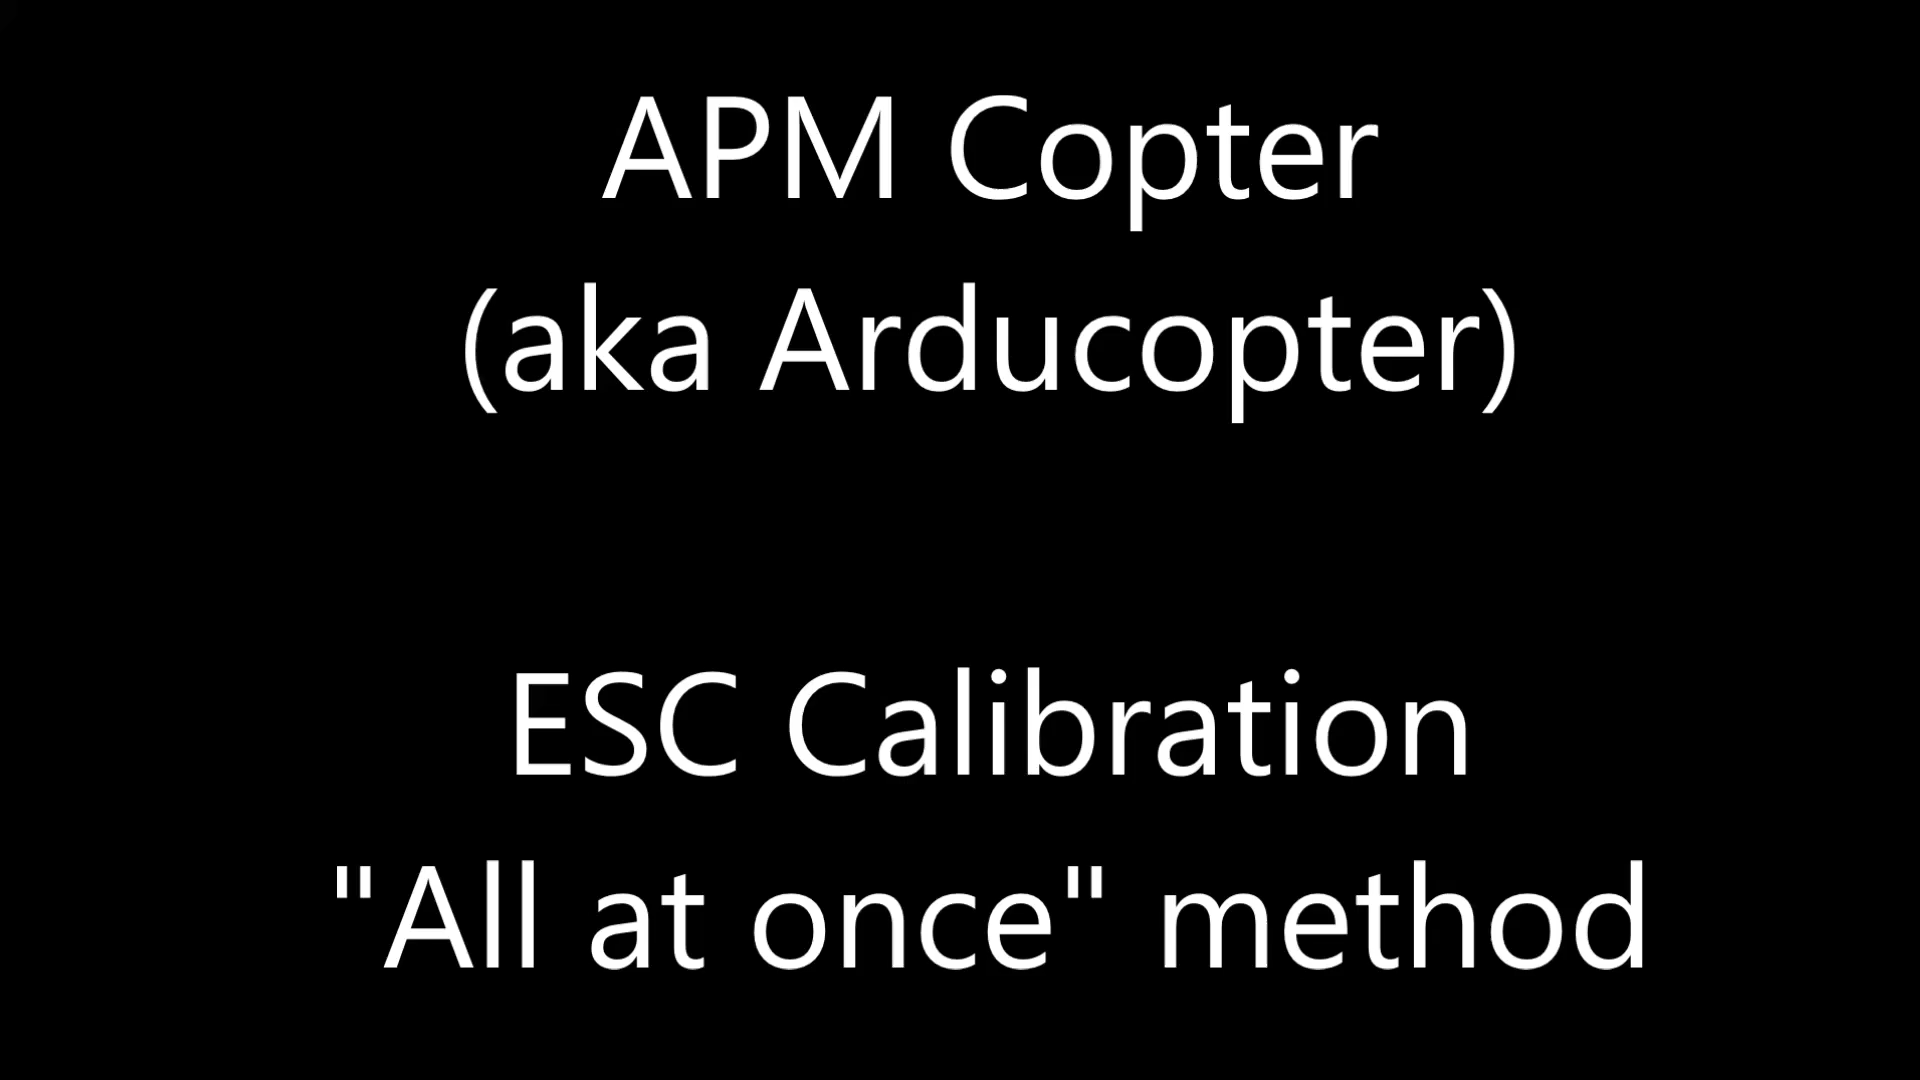 APM Copter
(aka Arducopter)
ESC Calibration
"All at once" method